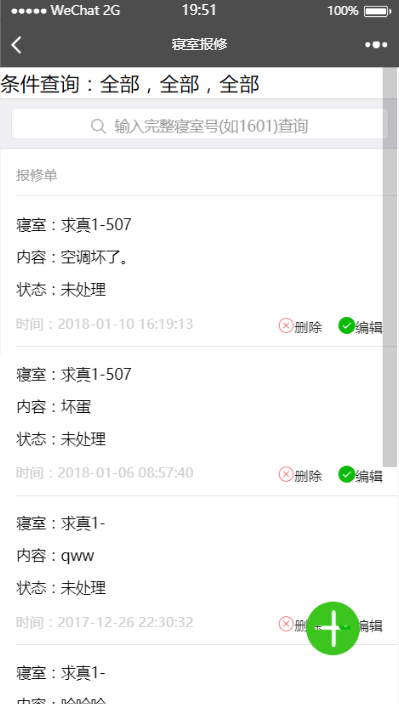 WeChat 2G 19:51 100%
寝室报修
条件查询：全部，全部，全部
输入完整寝室号(如1601)查询
报修单
寝室：求真1-507
内容：空调坏了。
状态：未处理
时间：2018-01-10 16:19:13 删除 编辑
寝室：求真1-507
内容：坏蛋
状态：未处理
时间：2018-01-06 08:57:40 删除 编辑
寝室：求真1-
内容：qww
状态：未处理
时间：2017-12-26 22:30:32 删除 编辑
寝室：求真1-
内容：哈哈哈